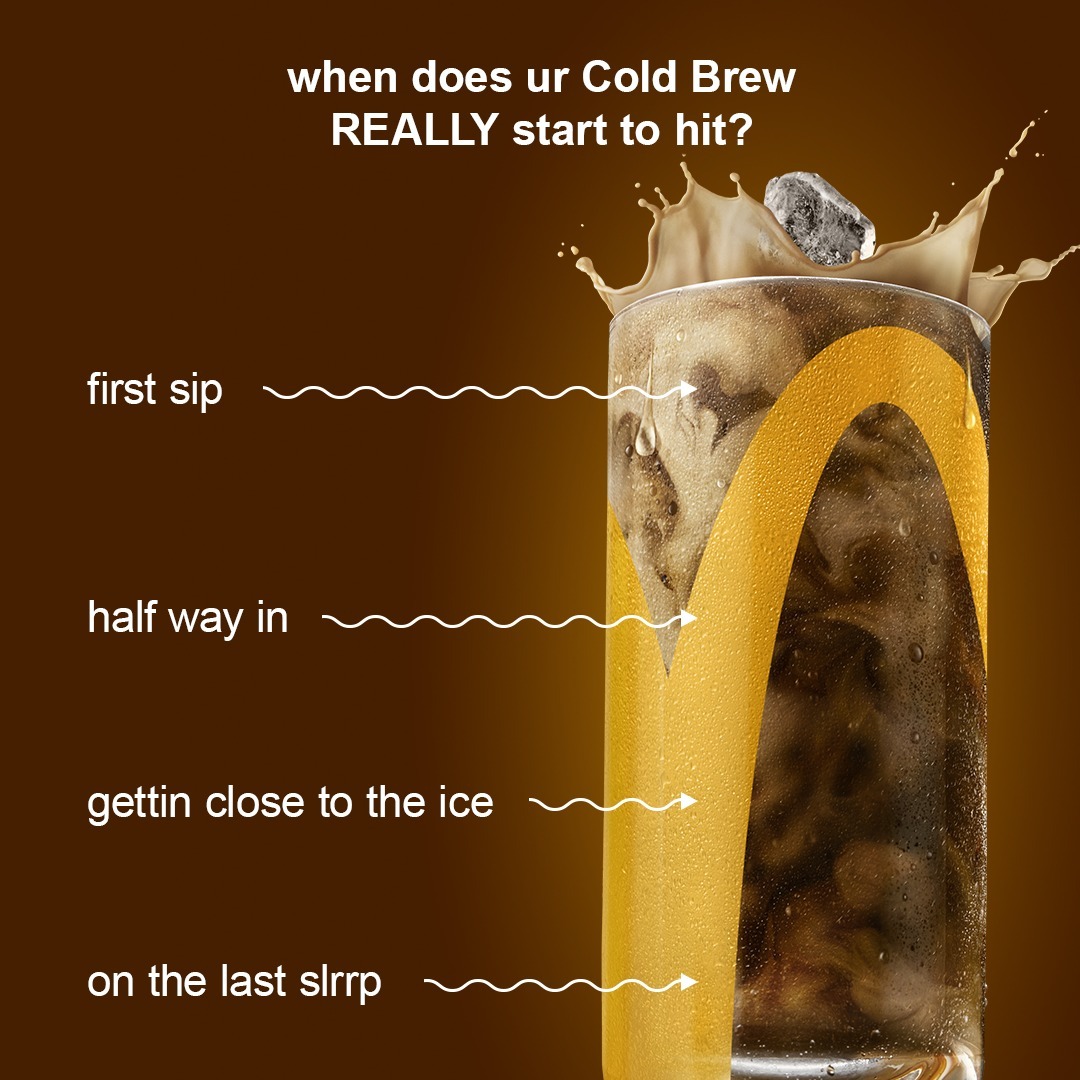 when does ur Cold Brew
REALLY start to hit?
first sip
half way in
gettin close to the ice
on the last slrrp